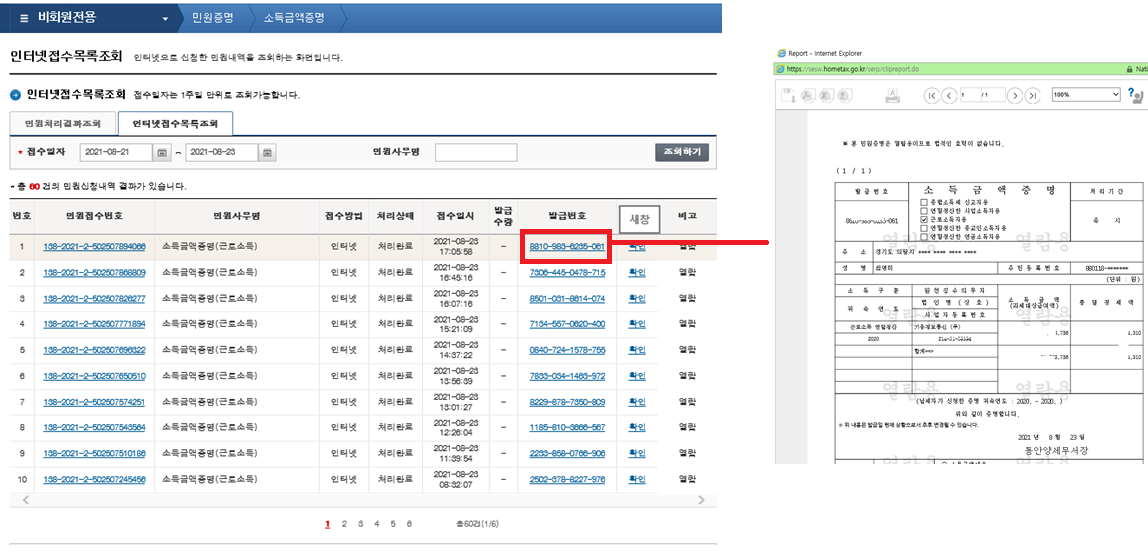 ≡ 비회원전용 민원증명 소득금액증명
인터넷접수목록조회 인터넷으로 신청한 민원내역을 조회하는 화면입니다.
인터넷접수목록조회 접수일자는 1주일 단위로 조회가능합니다.
민원처리결과조회 인터넷접수목록조회
* 접수일자 2021-08-21 ~ 2021-08-23 민원사무명 조회하기
총 60 건의 민원신청내역 결과가 있습니다.
번호 민원접수번호 민원사무명 접수방법 처리상태 접수일시 발급수량 발급번호 새창 비고
1 138-2021-2-502507894066 소득금액증명(근로소득) 인터넷 처리완료 2021-08-23 17:05:58 - 8810-983-6235-061 확인 열람
2 138-2021-2-502507868809 소득금액증명(근로소득) 인터넷 처리완료 2021-08-23 16:45:16 - 7306-445-0478-715 확인 열람
3 138-2021-2-502507826277 소득금액증명(근로소득) 인터넷 처리완료 2021-08-23 16:07:16 - 8501-031-8614-074 확인 열람
4 138-2021-2-502507771894 소득금액증명(근로소득) 인터넷 처리완료 2021-08-23 15:21:09 - 7134-557-0620-400 확인 열람
5 138-2021-2-502507696322 소득금액증명(근로소득) 인터넷 처리완료 2021-08-23 14:37:22 - 0840-724-1578-755 확인 열람
6 138-2021-2-502507650510 소득금액증명(근로소득) 인터넷 처리완료 2021-08-23 13:56:39 - 7833-034-1463-972 확인 열람
7 138-2021-2-502507574251 소득금액증명(근로소득) 인터넷 처리완료 2021-08-23 13:01:27 - 8229-878-7350-809 확인 열람
8 138-2021-2-502507543564 소득금액증명(근로소득) 인터넷 처리완료 2021-08-23 12:26:04 - 1185-810-3666-567 확인 열람
9 138-2021-2-502507510186 소득금액증명(근로소득) 인터넷 처리완료 2021-08-23 11:39:54 - 2233-858-0766-906 확인 열람
10 138-2021-2-502507245456 소득금액증명(근로소득) 인터넷 처리완료 2021-08-23 08:32:07 - 2502-378-8227-976 확인 열람
1 2 3 4 5 6 총60건(1/6)
Report - Internet Explorer
https://sesw.hometax.go.kr/serp/clipreport.do
1 /1 100%
※ 본 민원증명은 열람용이므로 법적인 효력이 없습니다.
( 1 / 1 )
발급번호 소득금액증명 처리기간
□ 종합소득세 신고자용
□ 연말정산한 사업소득자용
☑ 근로소득자용
□ 연말정산한 종교인소득자용
□ 연말정산한 연금소득자용
즉 시
열람용 열람용
주 소 경기도 의왕시 **** **** **** ****
성 명 주민등록번호 880118-*******
(단위 : 원)
소득구분 원천징수의무자 소득금액 총결정세액
귀속연도 법인명(상호) (과세대상급여액)
사업자등록번호
근로소득 연말정산 1,310
2020
합계==> 1,310
열람용 열람용
(납세자가 신청한 증명 귀속연도 : 2020. - 2020. )
위와 같이 증명합니다.
※ 위 내용은 발급일 현재 상황으로서 추후 변경될 수 있습니다.
2021 년 8 월 23 일
동안양세무서장